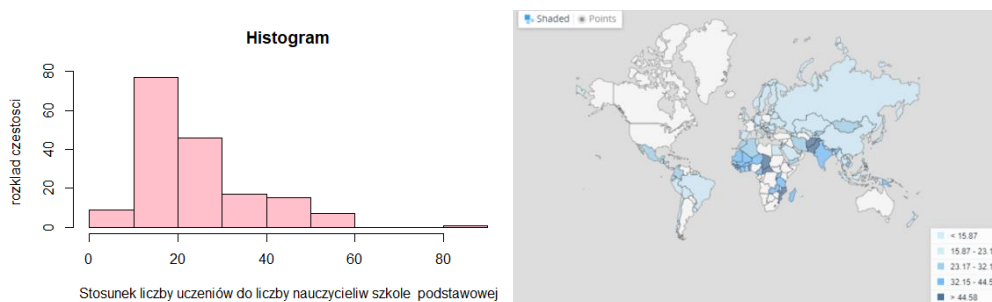 Histogram
rozklad czestosci
0 20 40 60 80
0 20 40 60 80
Stosunek liczby uczeniów do liczby nauczycieliw szkole podstawowej
Shaded Points
< 15.87
15.87 - 23.1
23.17 - 32.1
32.15 - 44.5
> 44.58